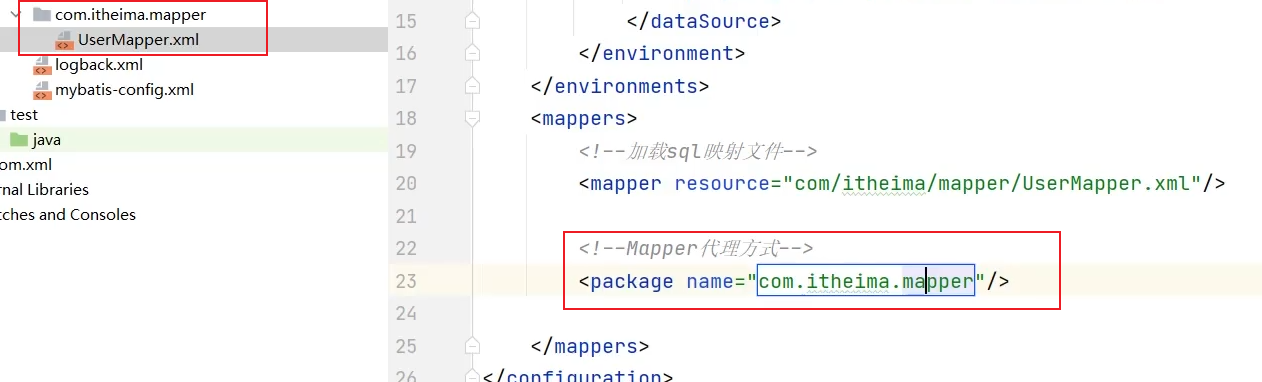 com.itheima.mapper
UserMapper.xml
logback.xml
mybatis-config.xml
test
java
om.xml
rnal Libraries
tches and Consoles
15 </dataSource>
16 </environment>
17 </environments>
18 <mappers>
19 <!--加载sql映射文件-->
20 <mapper resource="com/itheima/mapper/UserMapper.xml"/>
21
22 <!--Mapper代理方式-->
23 <package name="com.itheima.mapper"/>
24
25 </mappers>
26 </configuration>